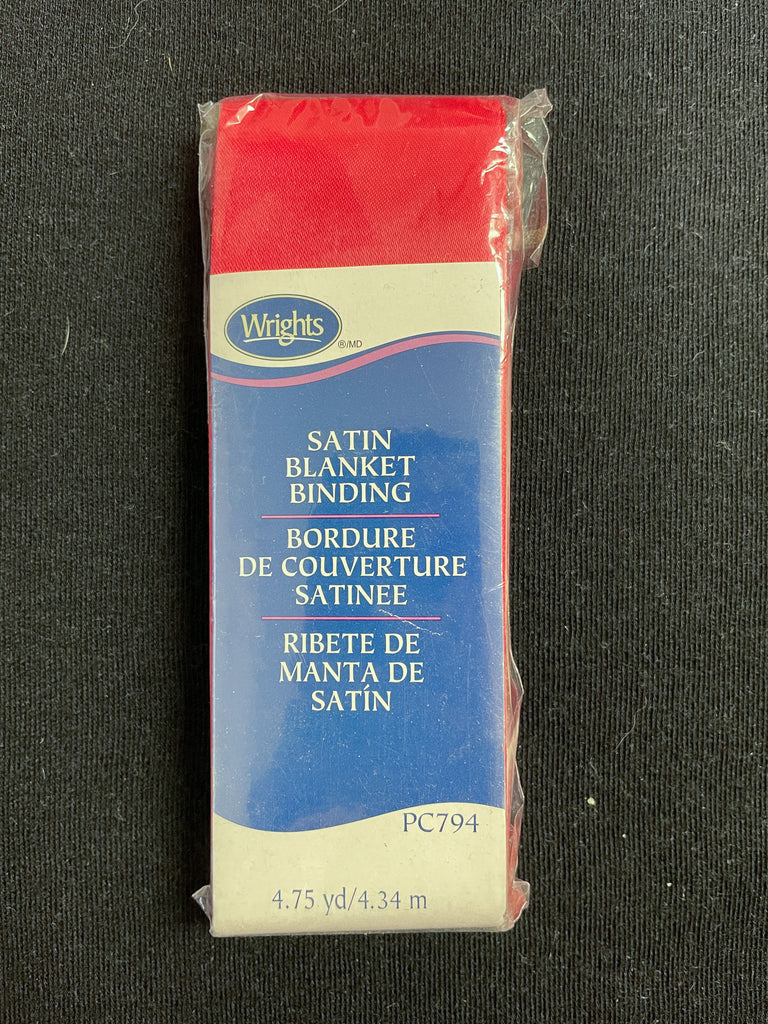 Wrights
®/MD
SATIN
BLANKET
BINDING
BORDURE
DE COUVERTURE
SATINEE
RIBETE DE
MANTA DE
SATÍN
PC794
4.75 yd/4.34 m